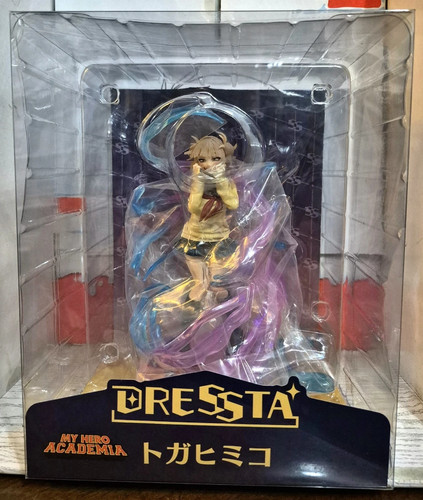 DRESSTA
MY HERO
ACADEMIA
トガヒミコ